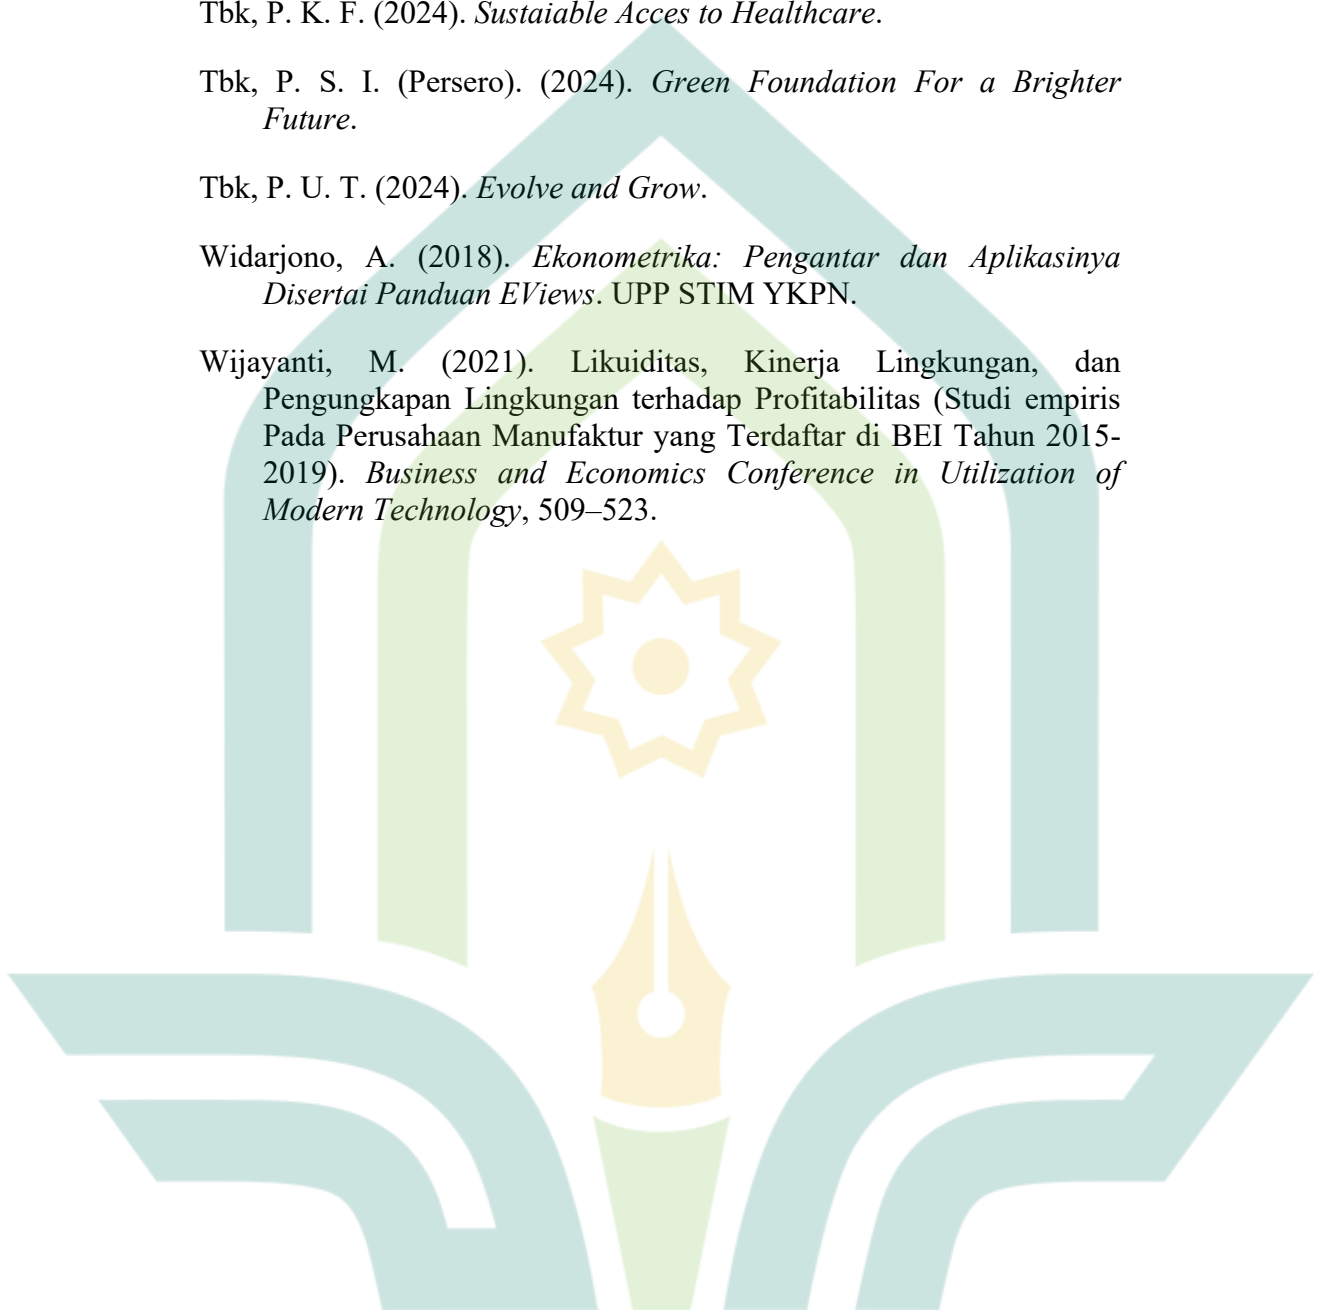 Tbk, P. K. F. (2024). Sustaiable Acces to Healthcare.
Tbk, P. S. I. (Persero). (2024). Green Foundation For a Brighter
Future.
Tbk, P. U. T. (2024). Evolve and Grow.
Widarjono, A. (2018). Ekonometrika: Pengantar dan Aplikasinya
Disertai Panduan EViews. UPP STIM YKPN.
Wijayanti, M. (2021). Likuiditas, Kinerja Lingkungan, dan
Pengungkapan Lingkungan terhadap Profitabilitas (Studi empiris
Pada Perusahaan Manufaktur yang Terdaftar di BEI Tahun 2015-
2019). Business and Economics Conference in Utilization of
Modern Technology, 509–523.